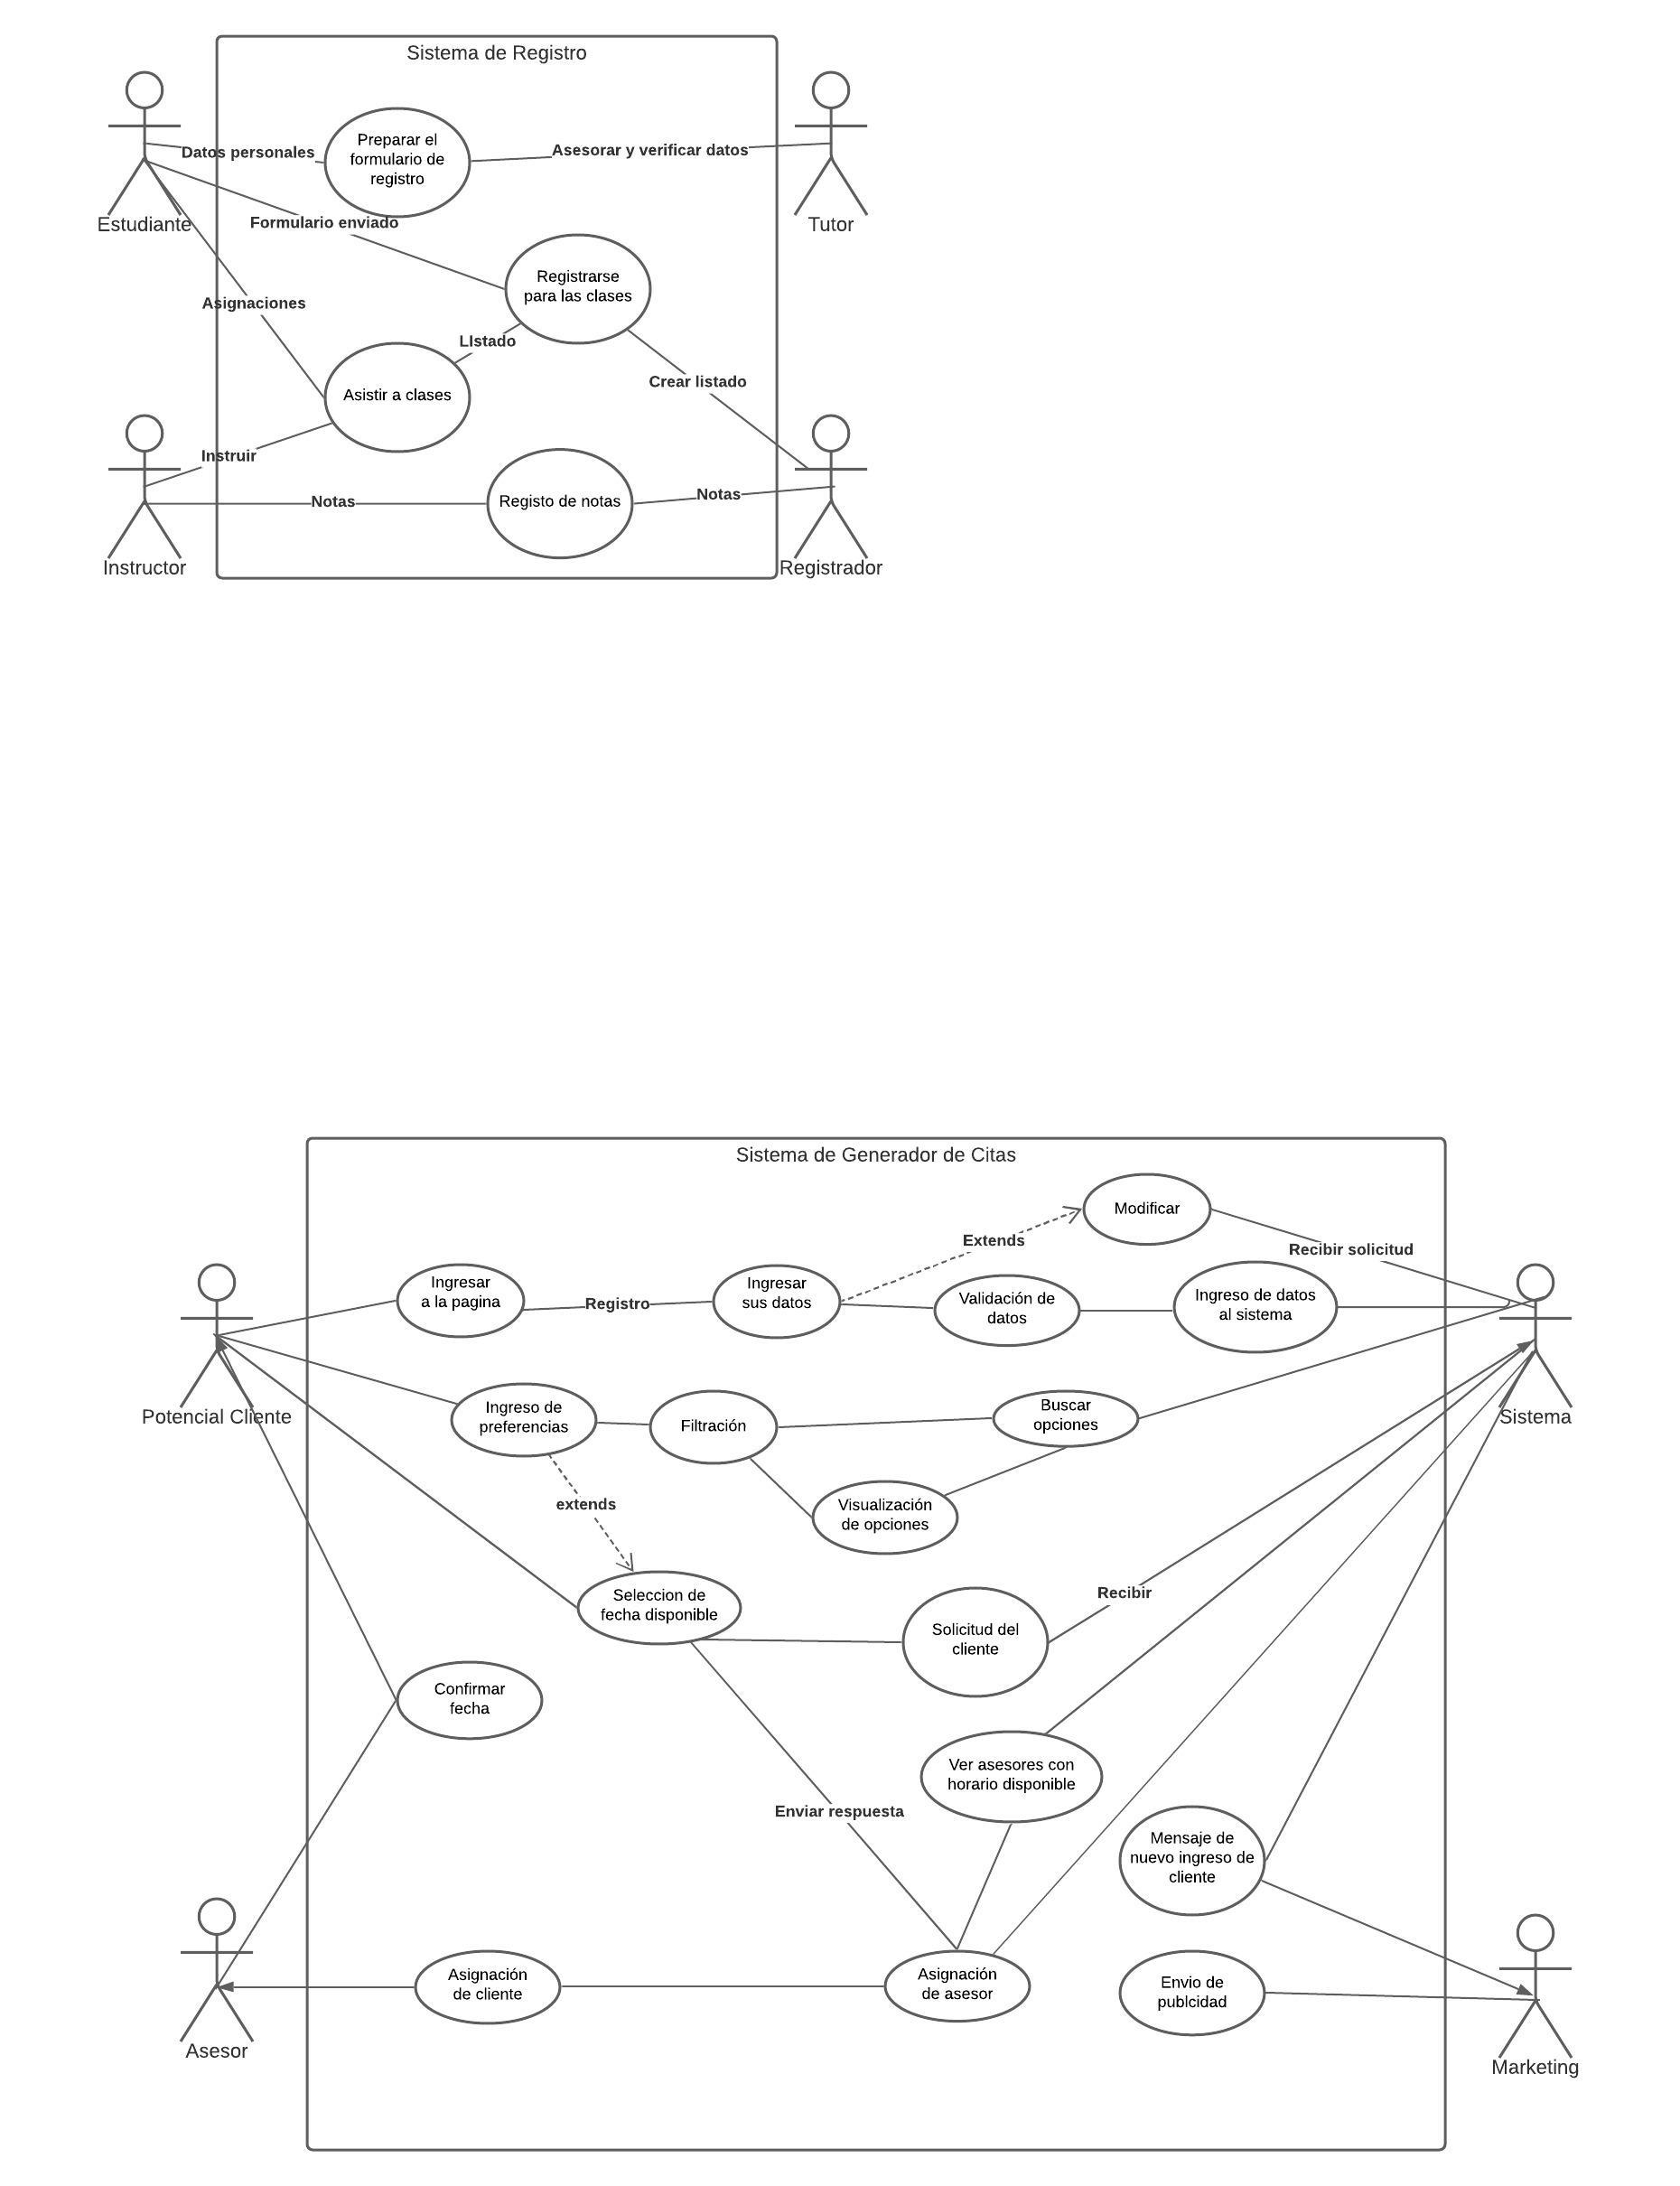 Sistema de Registro
Preparar el
formulario de
registro
Datos personales
Asesorar y verificar datos
Estudiante
Tutor
Formulario enviado
Registrarse
para las clases
Asignaciones
LIstado
Crear listado
Asistir a clases
Instruir
Notas
Registo de notas
Notas
Instructor
Registrador
Sistema de Generador de Citas
Modificar
Extends
Recibir solicitud
Ingresar
a la pagina
Registro
Ingresar
sus datos
Validación de
datos
Ingreso de datos
al sistema
Potencial Cliente
Ingreso de
preferencias
Filtración
Buscar
opciones
Sistema
extends
Visualización
de opciones
Seleccion de
fecha disponible
Recibir
Solicitud del
cliente
Confirmar
fecha
Ver asesores con
horario disponible
Enviar respuesta
Mensaje de
nuevo ingreso de
cliente
Asignación
de cliente
Asignación
de asesor
Envio de
publcidad
Asesor
Marketing